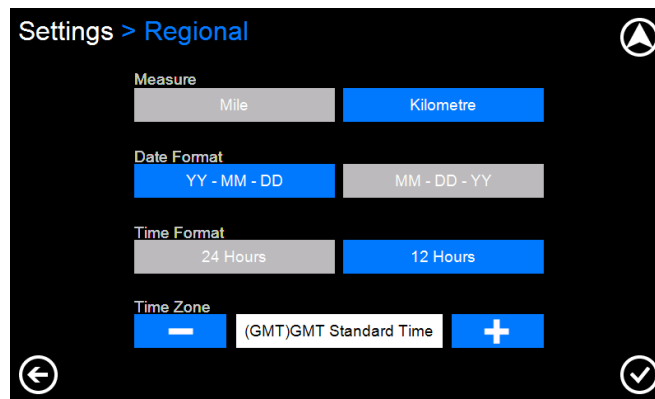 Settings > Regional
Measure
Mile Kilometre
Date Format
YY - MM - DD MM - DD - YY
Time Format
24 Hours 12 Hours
Time Zone
(GMT)GMT Standard Time